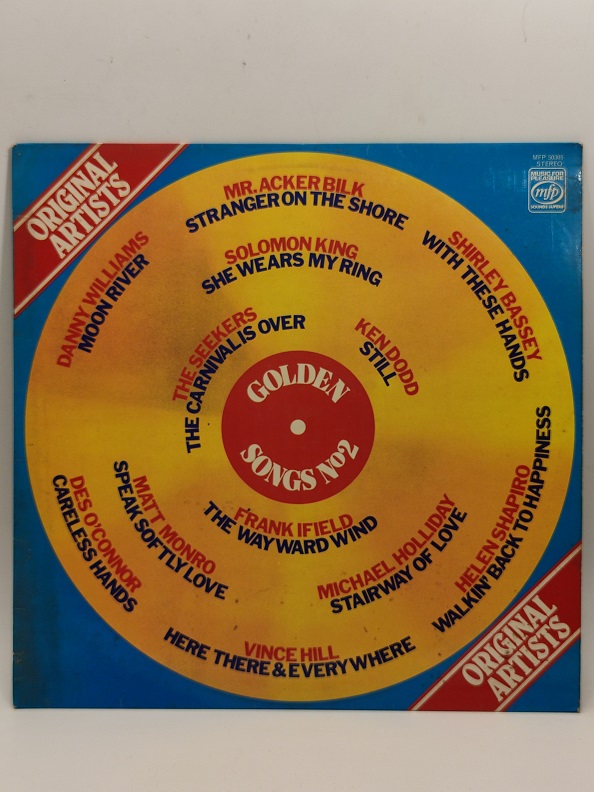 ORIGINAL
ARTISTS
STEREO
MUSIC FOR
PLEASURE
mfp
MR. ACKER BILK
STRANGER ON THE SHORE
SOLOMON KING
SHE WEARS MY RING
SHIRLEY BASSEY
WITH THESE HANDS
DANNY WILLIAMS
MOON RIVER
THE SEEKERS
THE CARNIVAL IS OVER
KEN DODD
STILL
GOLDEN
SONGS No2
DES O'CONNOR
CARELESS HANDS
MATT MONRO
SPEAK SOFTLY LOVE
FRANK IFIELD
THE WAYWARD WIND
MICHAEL HOLLIDAY
STAIRWAY OF LOVE
HELEN SHAPIRO
WALKIN' BACK TO HAPPINESS
VINCE HILL
HERE THERE & EVERYWHERE
ORIGINAL
ARTISTS